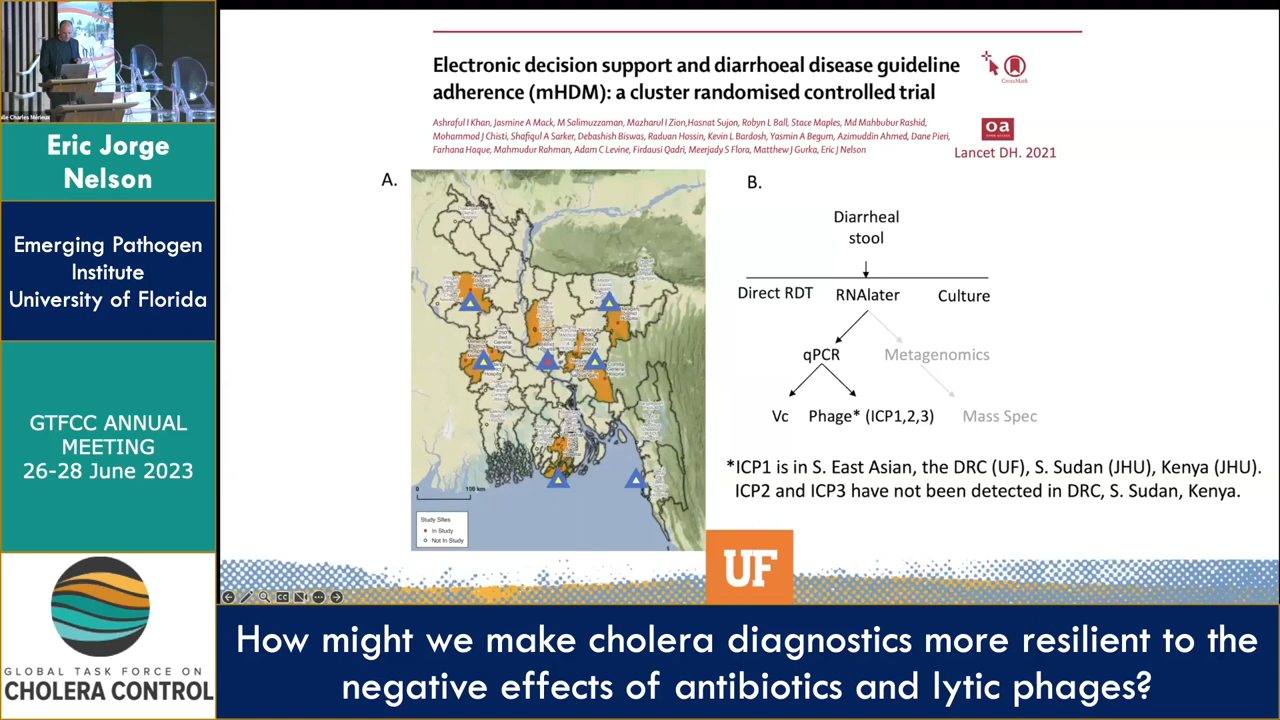 Electronic decision support and diarrhoeal disease guideline
adherence (mHDM): a cluster randomised controlled trial
CrossMark
Ashraful I Khan, Jasmine A Mack, M Salimuzzaman, Mazharul I Zion, Hasnat Sujon, Robyn L Ball, Stace Maples, Md Mahbubur Rashid,
Mohammod J Chisti, Shafiqul A Sarker, Debashish Biswas, Raduan Hossin, Kevin L Bardosh, Yasmin A Begum, Azimuddin Ahmed, Dane Pieri,
Farhana Haque, Mahmudur Rahman, Adam C Levine, Firdausi Qadri, Meerjady S Flora, Matthew J Gurka, Eric J Nelson
oa
Lancet DH. 2021
A.
0 100 km
Study Sites
In Study
Not In Study
B.
Diarrheal
stool
Direct RDT RNAlater Culture
qPCR Metagenomics
Vc Phage* (ICP1,2,3) Mass Spec
*ICP1 is in S. East Asian, the DRC (UF), S. Sudan (JHU), Kenya (JHU).
ICP2 and ICP3 have not been detected in DRC, S. Sudan, Kenya.
UF
Eric Jorge
Nelson
Emerging Pathogen
Institute
University of Florida
GTFCC ANNUAL
MEETING
26-28 June 2023
GLOBAL TASK FORCE ON
CHOLERA CONTROL
How might we make cholera diagnostics more resilient to the
negative effects of antibiotics and lytic phages?